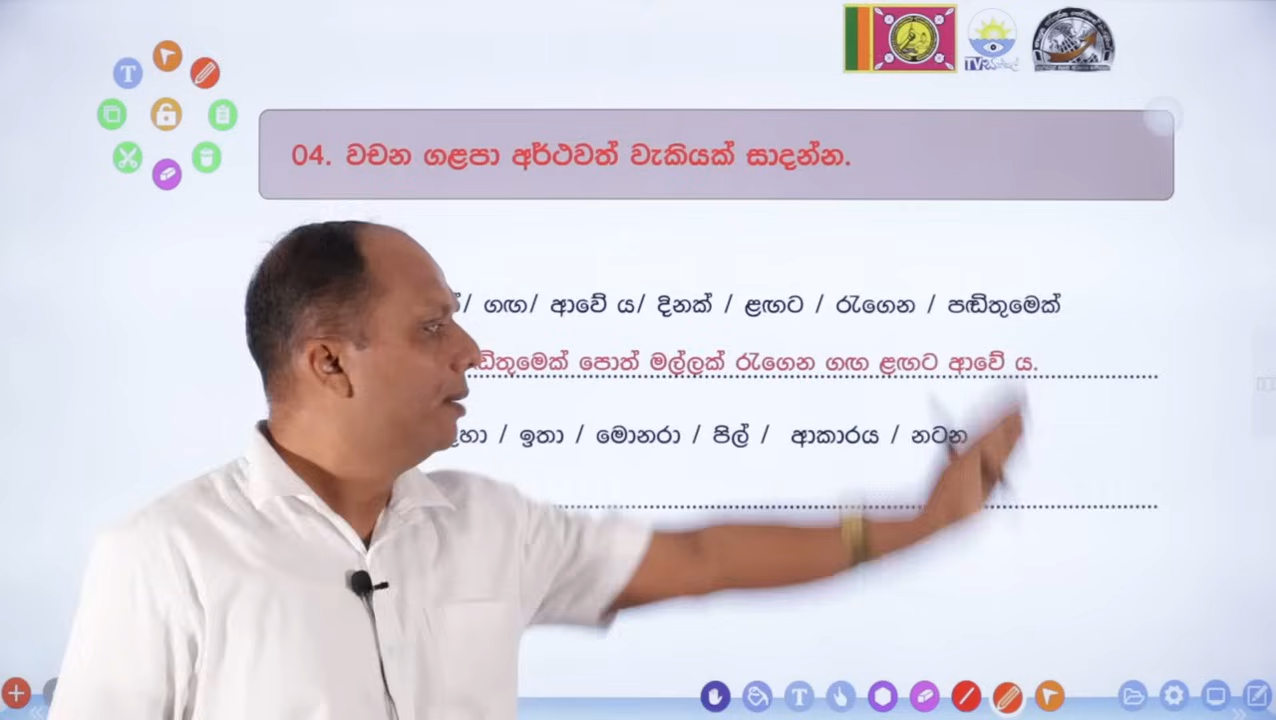 TV
04. වචන ගළපා අර්ථවත් වැකියක් සාදන්න.
/ ගඟ/ ආවේ ය/ දිනක් / ළඟට / රැගෙන / පඬිතුමෙක්
පොත් මල්ලක් රැගෙන ගඟ ළඟට ආවේ ය.
/ ඉතා / මොනරා / පිල් / ආකාරය / නටන